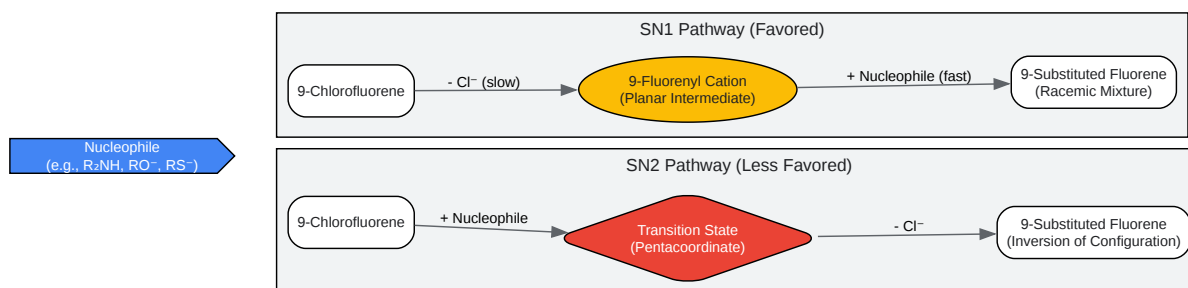 SN1 Pathway (Favored)
9-Chlorofluorene
- Cl⁻ (slow)
9-Fluorenyl Cation
(Planar Intermediate)
+ Nucleophile (fast)
9-Substituted Fluorene
(Racemic Mixture)
Nucleophile
(e.g., R₂NH, RO⁻, RS⁻)
SN2 Pathway (Less Favored)
9-Chlorofluorene
+ Nucleophile
Transition State
(Pentacoordinate)
- Cl⁻
9-Substituted Fluorene
(Inversion of Configuration)